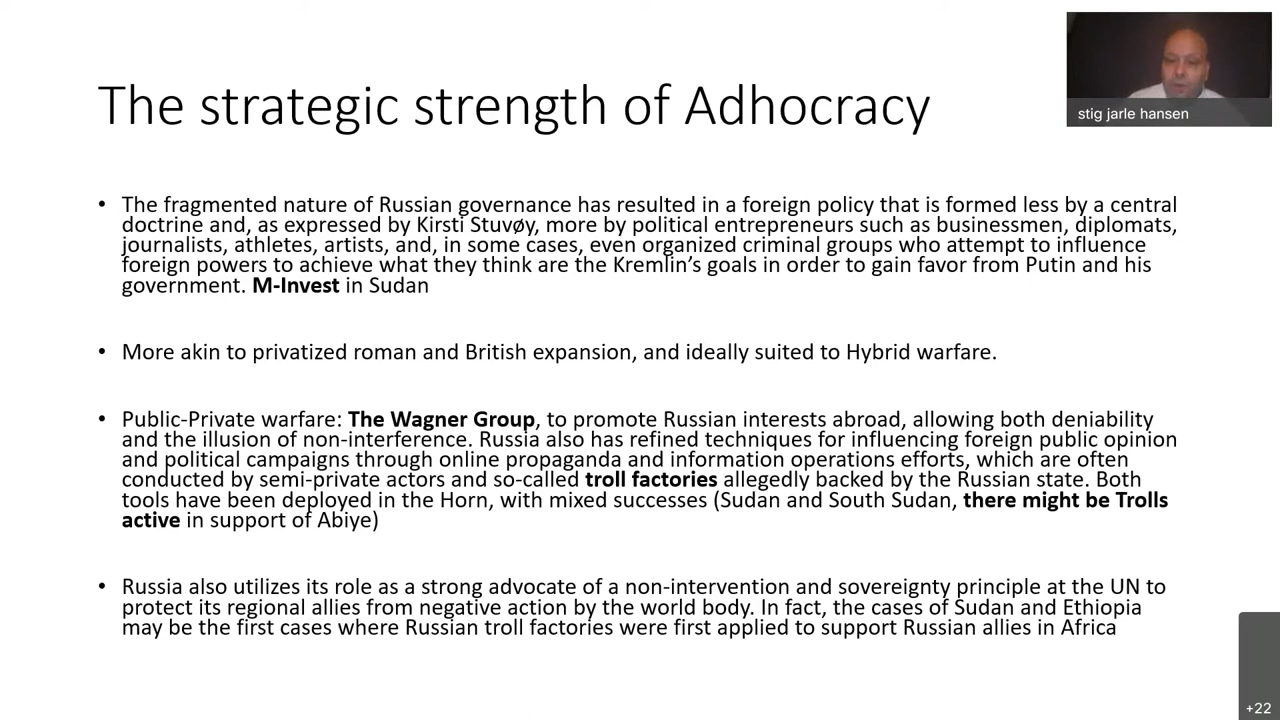 The strategic strength of Adhocracy
stig jarle hansen
• The fragmented nature of Russian governance has resulted in a foreign policy that is formed less by a central
doctrine and, as expressed by Kirsti Stuvøy, more by political entrepreneurs such as businessmen, diplomats,
journalists, athletes, artists, and, in some cases, even organized criminal groups who attempt to influence
foreign powers to achieve what they think are the Kremlin's goals in order to gain favor from Putin and his
government. M-Invest in Sudan
• More akin to privatized roman and British expansion, and ideally suited to Hybrid warfare.
• Public-Private warfare: The Wagner Group, to promote Russian interests abroad, allowing both deniability
and the illusion of non-interference. Russia also has refined techniques for influencing foreign public opinion
and political campaigns through online propaganda and information operations efforts, which are often
conducted by semi-private actors and so-called troll factories allegedly backed by the Russian state. Both
tools have been deployed in the Horn, with mixed successes (Sudan and South Sudan, there might be Trolls
active in support of Abiye)
• Russia also utilizes its role as a strong advocate of a non-intervention and sovereignty principle at the UN to
protect its regional allies from negative action by the world body. In fact, the cases of Sudan and Ethiopia
may be the first cases where Russian troll factories were first applied to support Russian allies in Africa
+22